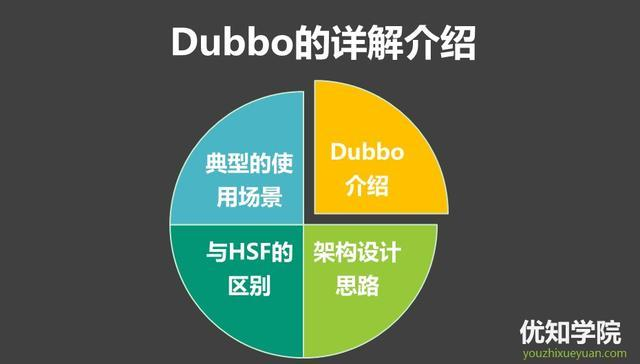 Dubbo的详解介绍
典型的使
用场景
Dubbo
介绍
与HSF的
区别
架构设计
思路
优知学院
youzhixueyuan.com